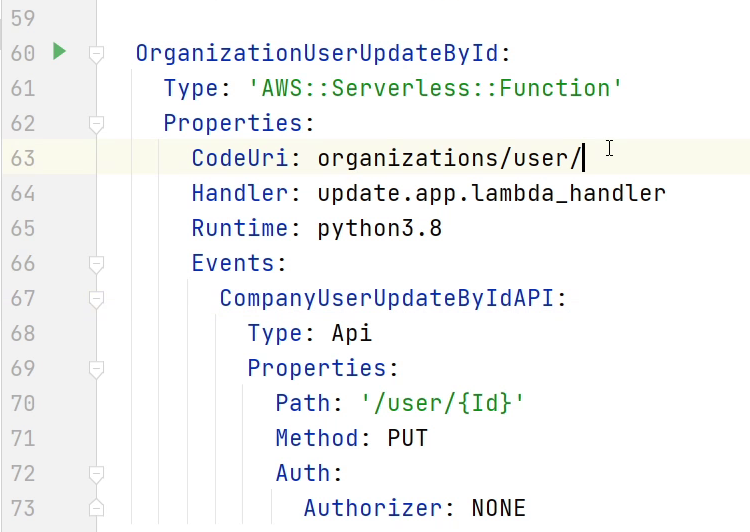 59
60 OrganizationUserUpdateById:
61 Type: 'AWS::Serverless::Function'
62 Properties:
63 CodeUri: organizations/user/
64 Handler: update.app.lambda_handler
65 Runtime: python3.8
66 Events:
67 CompanyUserUpdateByIdAPI:
68 Type: Api
69 Properties:
70 Path: '/user/{Id}'
71 Method: PUT
72 Auth:
73 Authorizer: NONE